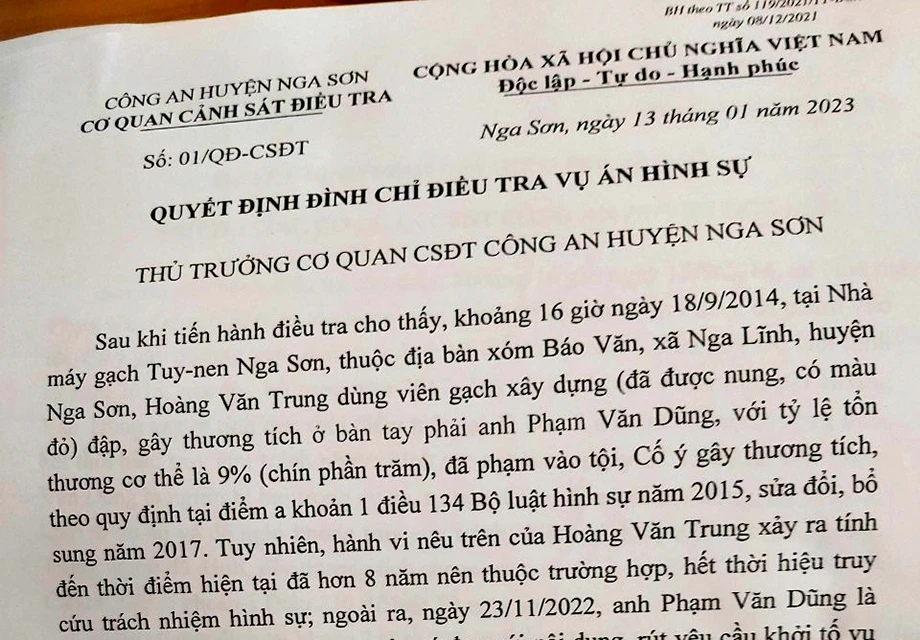 BH theo TT số 119/2021/
ngày 08/12/2021
CÔNG AN HUYỆN NGA SƠN
CƠ QUAN CẢNH SÁT ĐIỀU TRA
CỘNG HÒA XÃ HỘI CHỦ NGHĨA VIỆT NAM
Độc lập - Tự do - Hạnh phúc
Số: 01/QĐ-CSĐT
Nga Sơn, ngày 13 tháng 01 năm 2023
QUYẾT ĐỊNH ĐÌNH CHỈ ĐIỀU TRA VỤ ÁN HÌNH SỰ
THỦ TRƯỞNG CƠ QUAN CSĐT CÔNG AN HUYỆN NGA SƠN
Sau khi tiến hành điều tra cho thấy, khoảng 16 giờ ngày 18/9/2014, tại Nhà
máy gạch Tuy-nen Nga Sơn, thuộc địa bàn xóm Báo Văn, xã Nga Lĩnh, huyện
Nga Sơn, Hoàng Văn Trung dùng viên gạch xây dựng (đã được nung, có màu
đỏ) đập, gây thương tích ở bàn tay phải anh Phạm Văn Dũng, với tỷ lệ tổn
thương cơ thể là 9% (chín phần trăm), đã phạm vào tội, Cố ý gây thương tích,
theo quy định tại điểm a khoản 1 điều 134 Bộ luật hình sự năm 2015, sửa đổi, bổ
sung năm 2017. Tuy nhiên, hành vi nêu trên của Hoàng Văn Trung xảy ra tính
đến thời điểm hiện tại đã hơn 8 năm nên thuộc trường hợp, hết thời hiệu truy
cứu trách nhiệm hình sự; ngoài ra, ngày 23/11/2022, anh Phạm Văn Dũng là
nội dung, rút yêu cầu khởi tố vụ